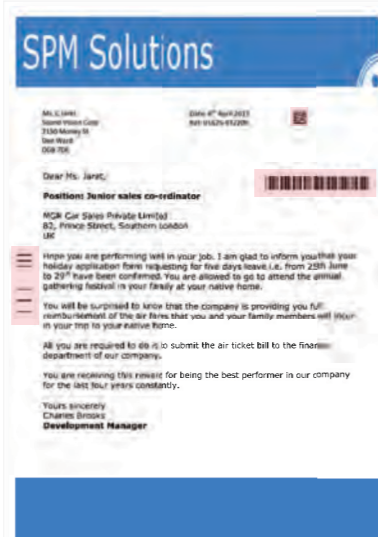 SPM Solutions
Date 4th April 2015
Dear Ms. Jaret,
Position: Junior sales co-ordinator
MGR Car Sales Private Limited
82, Prince Street, Southern London
UK
Hope you are performing well in your job. I am glad to inform you that your
holiday application form requesting for five days leave i.e. from 25th June
to 29th have been confirmed. You are allowed to go to attend the annual
gathering festival in your family at your native home.
You will be surprised to know that the company is providing you full
reimbursement of the air fares that you and your family members will incur
in your trip to your native home.
All you are required to do is to submit the air ticket bill to the finance
department of our company.
You are receiving this reward for being the best performer in our company
for the last four years constantly.
Yours sincerely
Charles Brooks
Development Manager